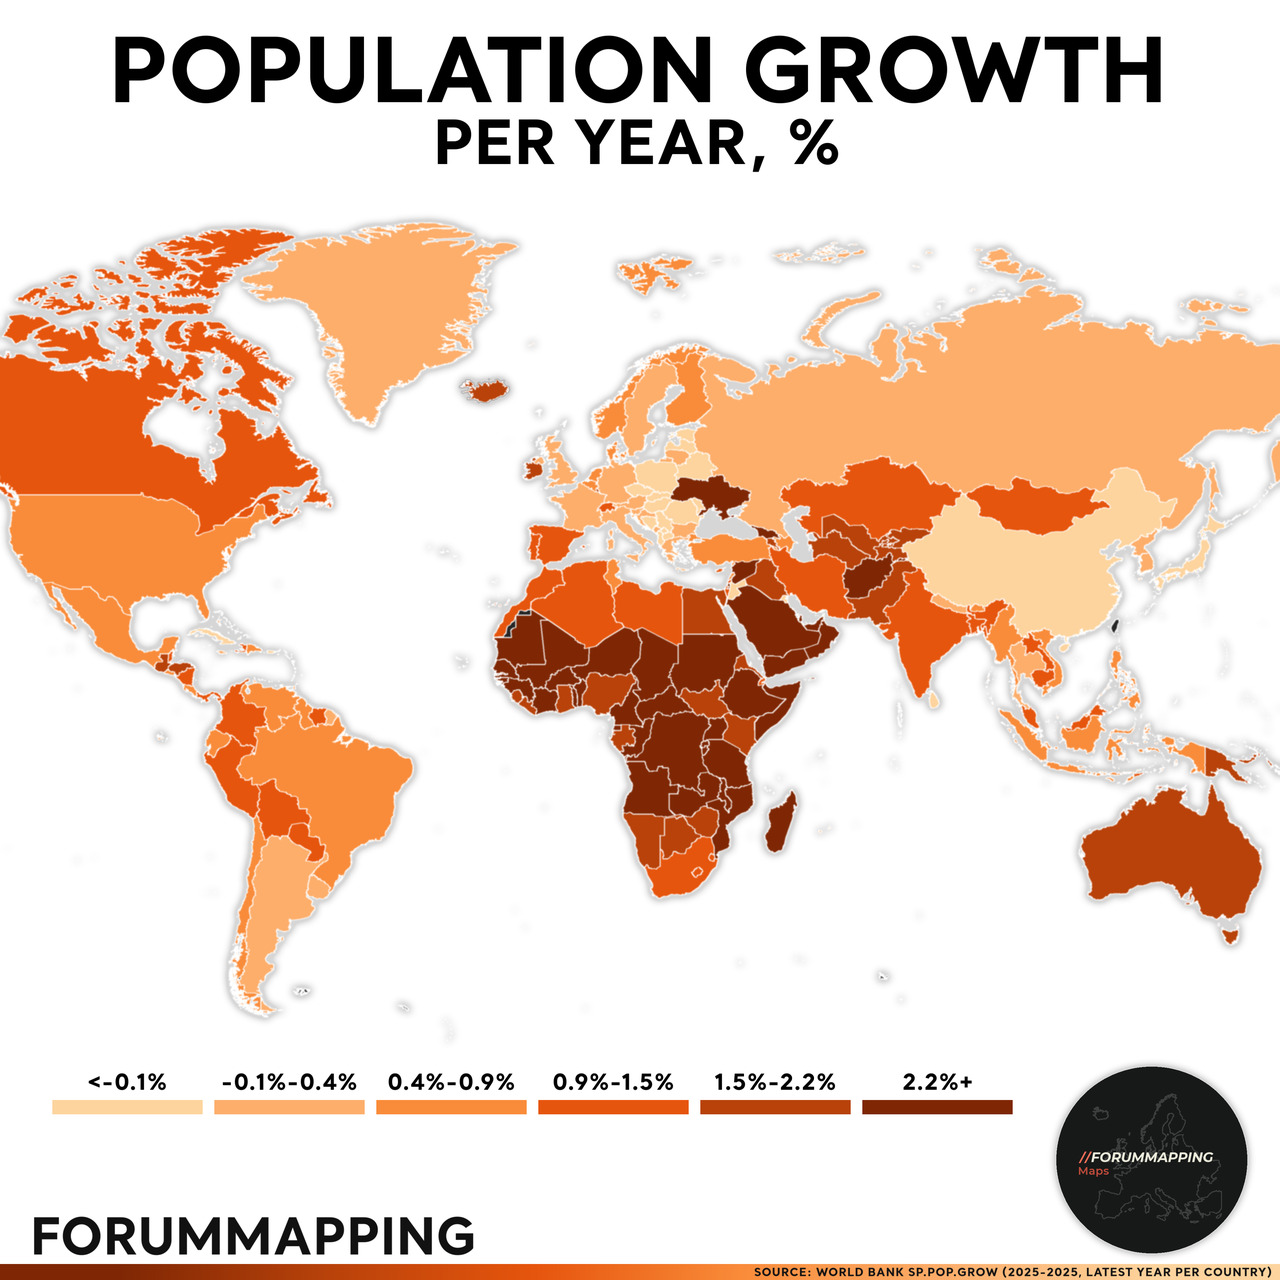 POPULATION GROWTH
PER YEAR, %
<-0.1%
-0.1%-0.4%
0.4%-0.9%
0.9%-1.5%
1.5%-2.2%
2.2%+
//FORUMMAPPING
Maps
FORUMMAPPING
SOURCE: WORLD BANK SP.POP.GROW (2025-2025, LATEST YEAR PER COUNTRY)